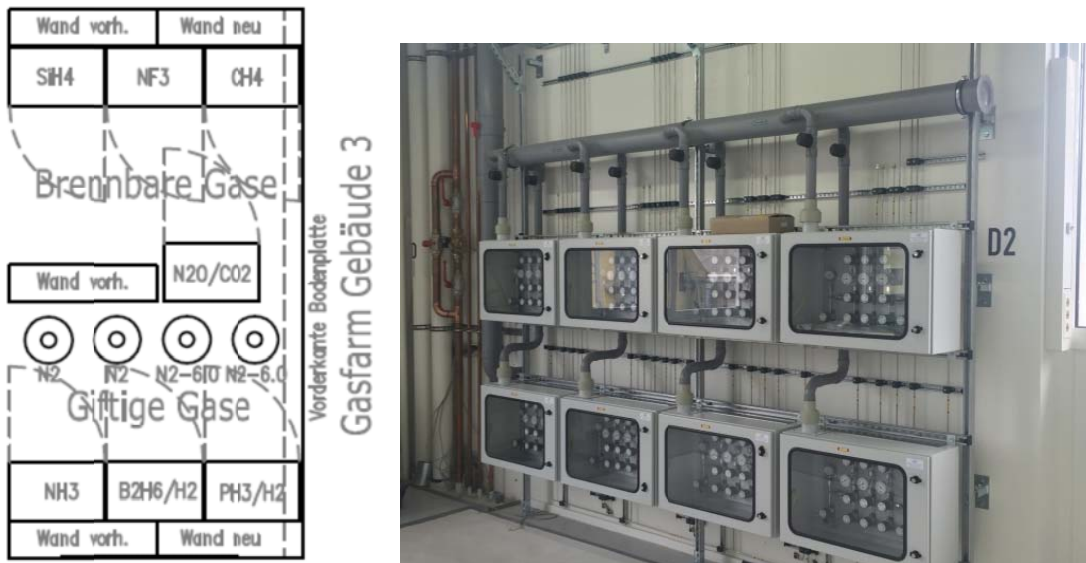 Wand vorh. Wand neu
SiH4 NF3 CH4
Brennbare Gase
N2O/CO2
Wand vorh.
N2 N2 N2-6.0 N2-6.0
Giftige Gase
NH3 B2H6/H2 PH3/H2
Wand vorh. Wand neu
Vorderkante Bodenplatte
Gasfarm Gebäude 3
D2